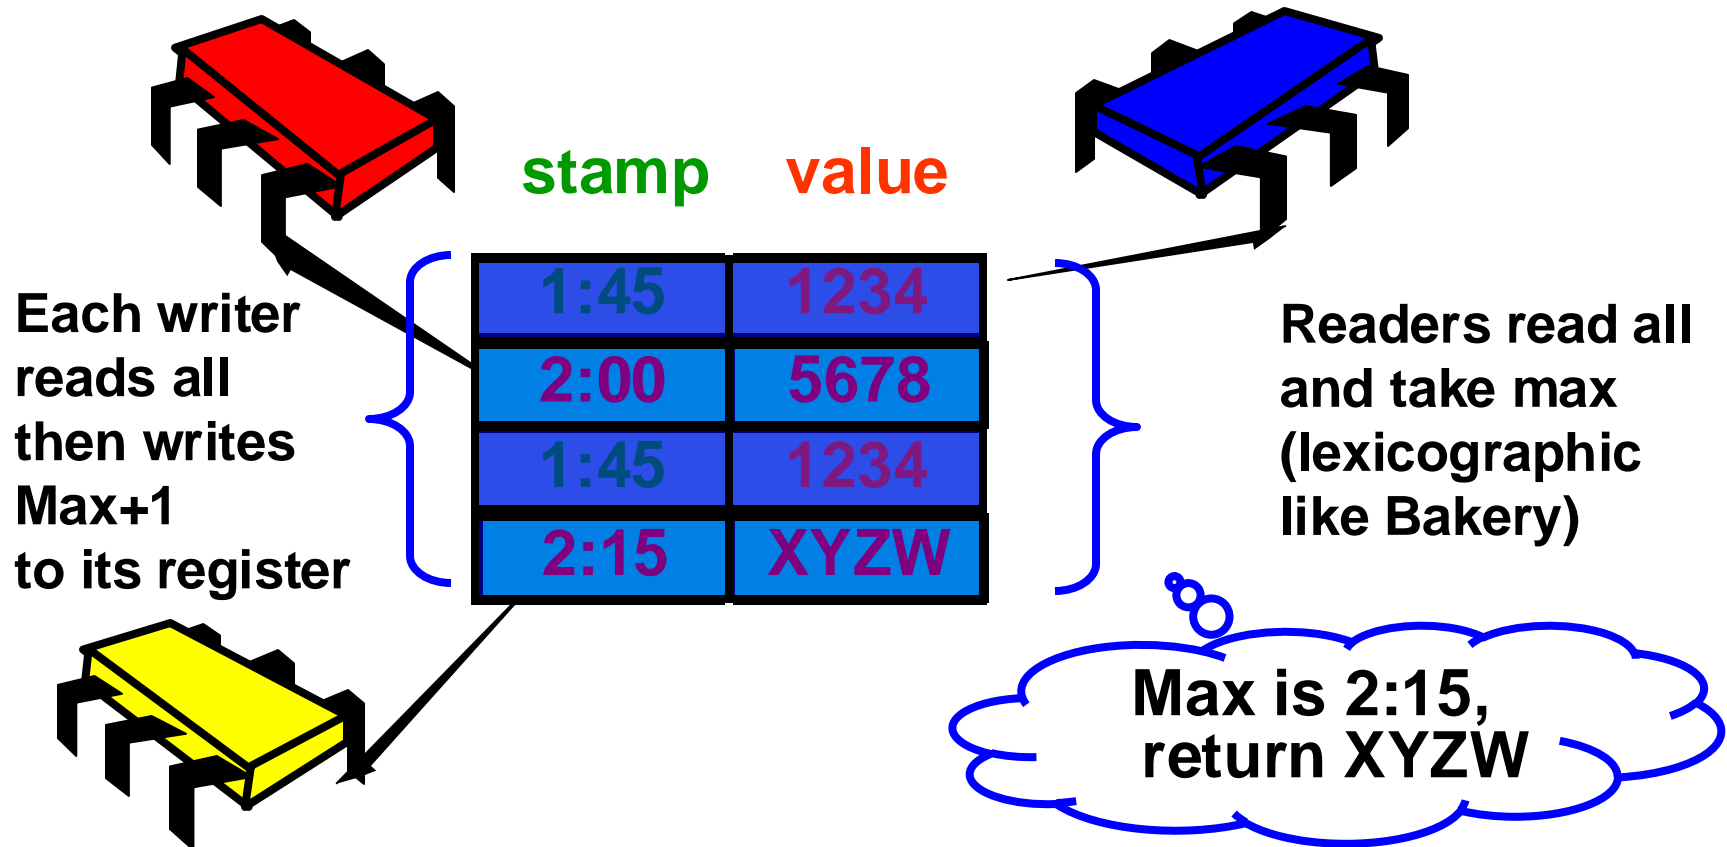 stamp value
Each writer
reads all
then writes
Max+1
to its register
1:45 1234
2:00 5678
1:45 1234
2:15 XYZW
Readers read all
and take max
(lexicographic
like Bakery)
Max is 2:15,
return XYZW